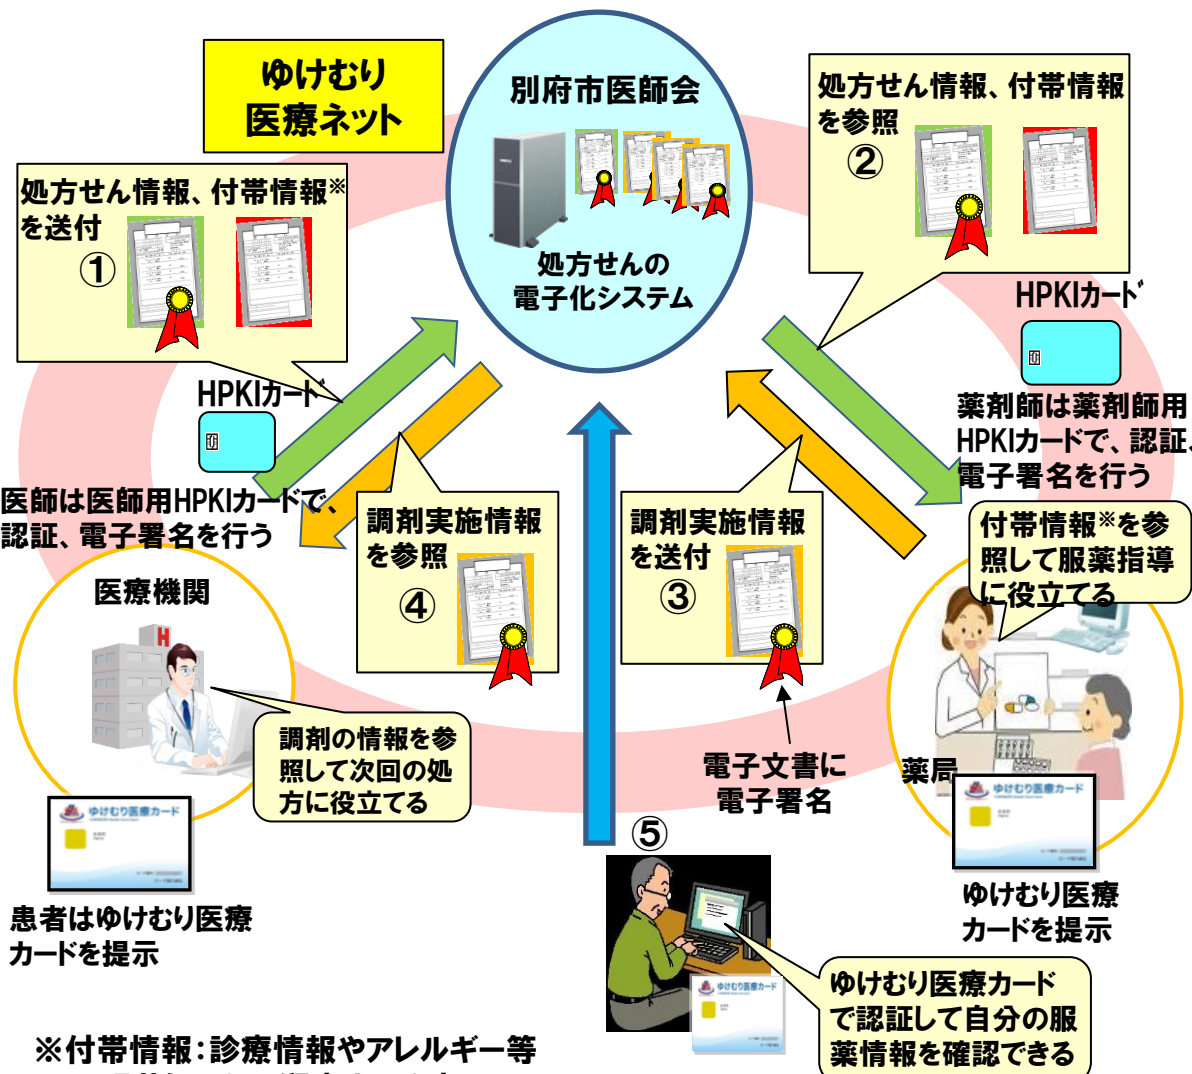 ゆけむり
医療ネット
別府市医師会
処方せんの
電子化システム
処方せん情報、付帯情報※
を送付
①
処方せん情報、付帯情報
を参照
②
HPKIカード
HPKIカード
医師は医師用HPKIカードで、
認証、電子署名を行う
薬剤師は薬剤師用
HPKIカードで、認証、
電子署名を行う
調剤実施情報
を参照
④
調剤実施情報
を送付
③
付帯情報※を参
照して服薬指導
に役立てる
医療機関
H
調剤の情報を参
照して次回の処
方に役立てる
電子文書に
電子署名
薬局
ゆけむり医療カード
患者はゆけむり医療
カードを提示
ゆけむり医療カード
ゆけむり医療
カードを提示
⑤
ゆけむり医療カード
ゆけむり医療カード
で認証して自分の服
薬情報を確認できる
※付帯情報:診療情報やアレルギー等